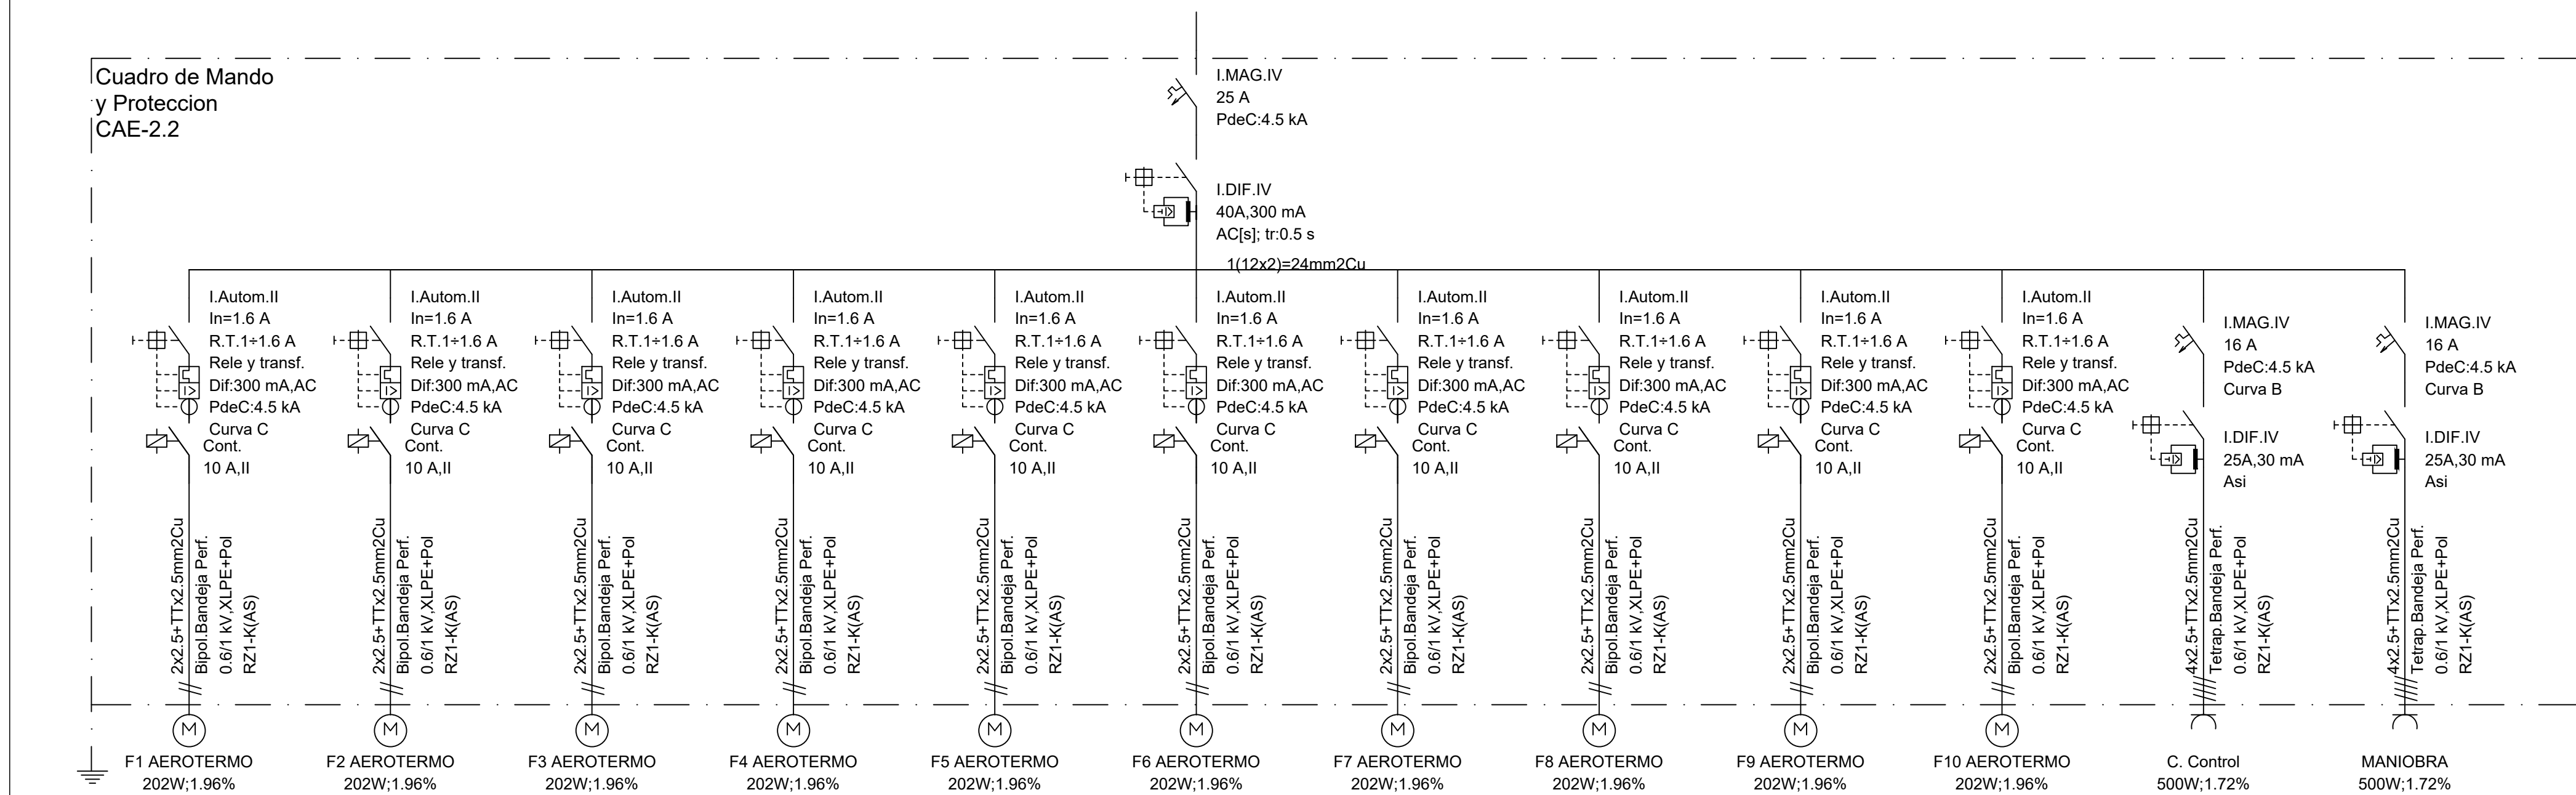 Cuadro de Mando
y Proteccion
CAE-2.2
I.MAG.IV
25 A
PdeC:4.5 kA
I.DIF.IV
40A,300 mA
AC[s]; tr:0.5 s
1(12x2)=24mm2Cu
I.Autom.II
In=1.6 A
R.T.1÷1.6 A
Rele y transf.
Dif:300 mA,AC
PdeC:4.5 kA
Curva C
Cont.
10 A,II
2x2.5+TTx2.5mm2Cu
Bipol.Bandeja Perf.
0.6/1 kV,XLPE+Pol
RZ1-K(AS)
M
F1 AEROTERMO
202W;1.96%
I.Autom.II
In=1.6 A
R.T.1÷1.6 A
Rele y transf.
Dif:300 mA,AC
PdeC:4.5 kA
Curva C
Cont.
10 A,II
2x2.5+TTx2.5mm2Cu
Bipol.Bandeja Perf.
0.6/1 kV,XLPE+Pol
RZ1-K(AS)
M
F2 AEROTERMO
202W;1.96%
I.Autom.II
In=1.6 A
R.T.1÷1.6 A
Rele y transf.
Dif:300 mA,AC
PdeC:4.5 kA
Curva C
Cont.
10 A,II
2x2.5+TTx2.5mm2Cu
Bipol.Bandeja Perf.
0.6/1 kV,XLPE+Pol
RZ1-K(AS)
M
F3 AEROTERMO
202W;1.96%
I.Autom.II
In=1.6 A
R.T.1÷1.6 A
Rele y transf.
Dif:300 mA,AC
PdeC:4.5 kA
Curva C
Cont.
10 A,II
2x2.5+TTx2.5mm2Cu
Bipol.Bandeja Perf.
0.6/1 kV,XLPE+Pol
RZ1-K(AS)
M
F4 AEROTERMO
202W;1.96%
I.Autom.II
In=1.6 A
R.T.1÷1.6 A
Rele y transf.
Dif:300 mA,AC
PdeC:4.5 kA
Curva C
Cont.
10 A,II
2x2.5+TTx2.5mm2Cu
Bipol.Bandeja Perf.
0.6/1 kV,XLPE+Pol
RZ1-K(AS)
M
F5 AEROTERMO
202W;1.96%
I.Autom.II
In=1.6 A
R.T.1÷1.6 A
Rele y transf.
Dif:300 mA,AC
PdeC:4.5 kA
Curva C
Cont.
10 A,II
2x2.5+TTx2.5mm2Cu
Bipol.Bandeja Perf.
0.6/1 kV,XLPE+Pol
RZ1-K(AS)
M
F6 AEROTERMO
202W;1.96%
I.Autom.II
In=1.6 A
R.T.1÷1.6 A
Rele y transf.
Dif:300 mA,AC
PdeC:4.5 kA
Curva C
Cont.
10 A,II
2x2.5+TTx2.5mm2Cu
Bipol.Bandeja Perf.
0.6/1 kV,XLPE+Pol
RZ1-K(AS)
M
F7 AEROTERMO
202W;1.96%
I.Autom.II
In=1.6 A
R.T.1÷1.6 A
Rele y transf.
Dif:300 mA,AC
PdeC:4.5 kA
Curva C
Cont.
10 A,II
2x2.5+TTx2.5mm2Cu
Bipol.Bandeja Perf.
0.6/1 kV,XLPE+Pol
RZ1-K(AS)
M
F8 AEROTERMO
202W;1.96%
I.Autom.II
In=1.6 A
R.T.1÷1.6 A
Rele y transf.
Dif:300 mA,AC
PdeC:4.5 kA
Curva C
Cont.
10 A,II
2x2.5+TTx2.5mm2Cu
Bipol.Bandeja Perf.
0.6/1 kV,XLPE+Pol
RZ1-K(AS)
M
F9 AEROTERMO
202W;1.96%
I.Autom.II
In=1.6 A
R.T.1÷1.6 A
Rele y transf.
Dif:300 mA,AC
PdeC:4.5 kA
Curva C
Cont.
10 A,II
2x2.5+TTx2.5mm2Cu
Bipol.Bandeja Perf.
0.6/1 kV,XLPE+Pol
RZ1-K(AS)
M
F10 AEROTERMO
202W;1.96%
I.MAG.IV
16 A
PdeC:4.5 kA
Curva B
I.DIF.IV
25A,30 mA
Asi
4x2.5+TTx2.5mm2Cu
Tetrap.Bandeja Perf.
0.6/1 kV,XLPE+Pol
RZ1-K(AS)
C. Control
500W;1.72%
I.MAG.IV
16 A
PdeC:4.5 kA
Curva B
I.DIF.IV
25A,30 mA
Asi
4x2.5+TTx2.5mm2Cu
Tetrap.Bandeja Perf.
0.6/1 kV,XLPE+Pol
RZ1-K(AS)
MANIOBRA
500W;1.72%